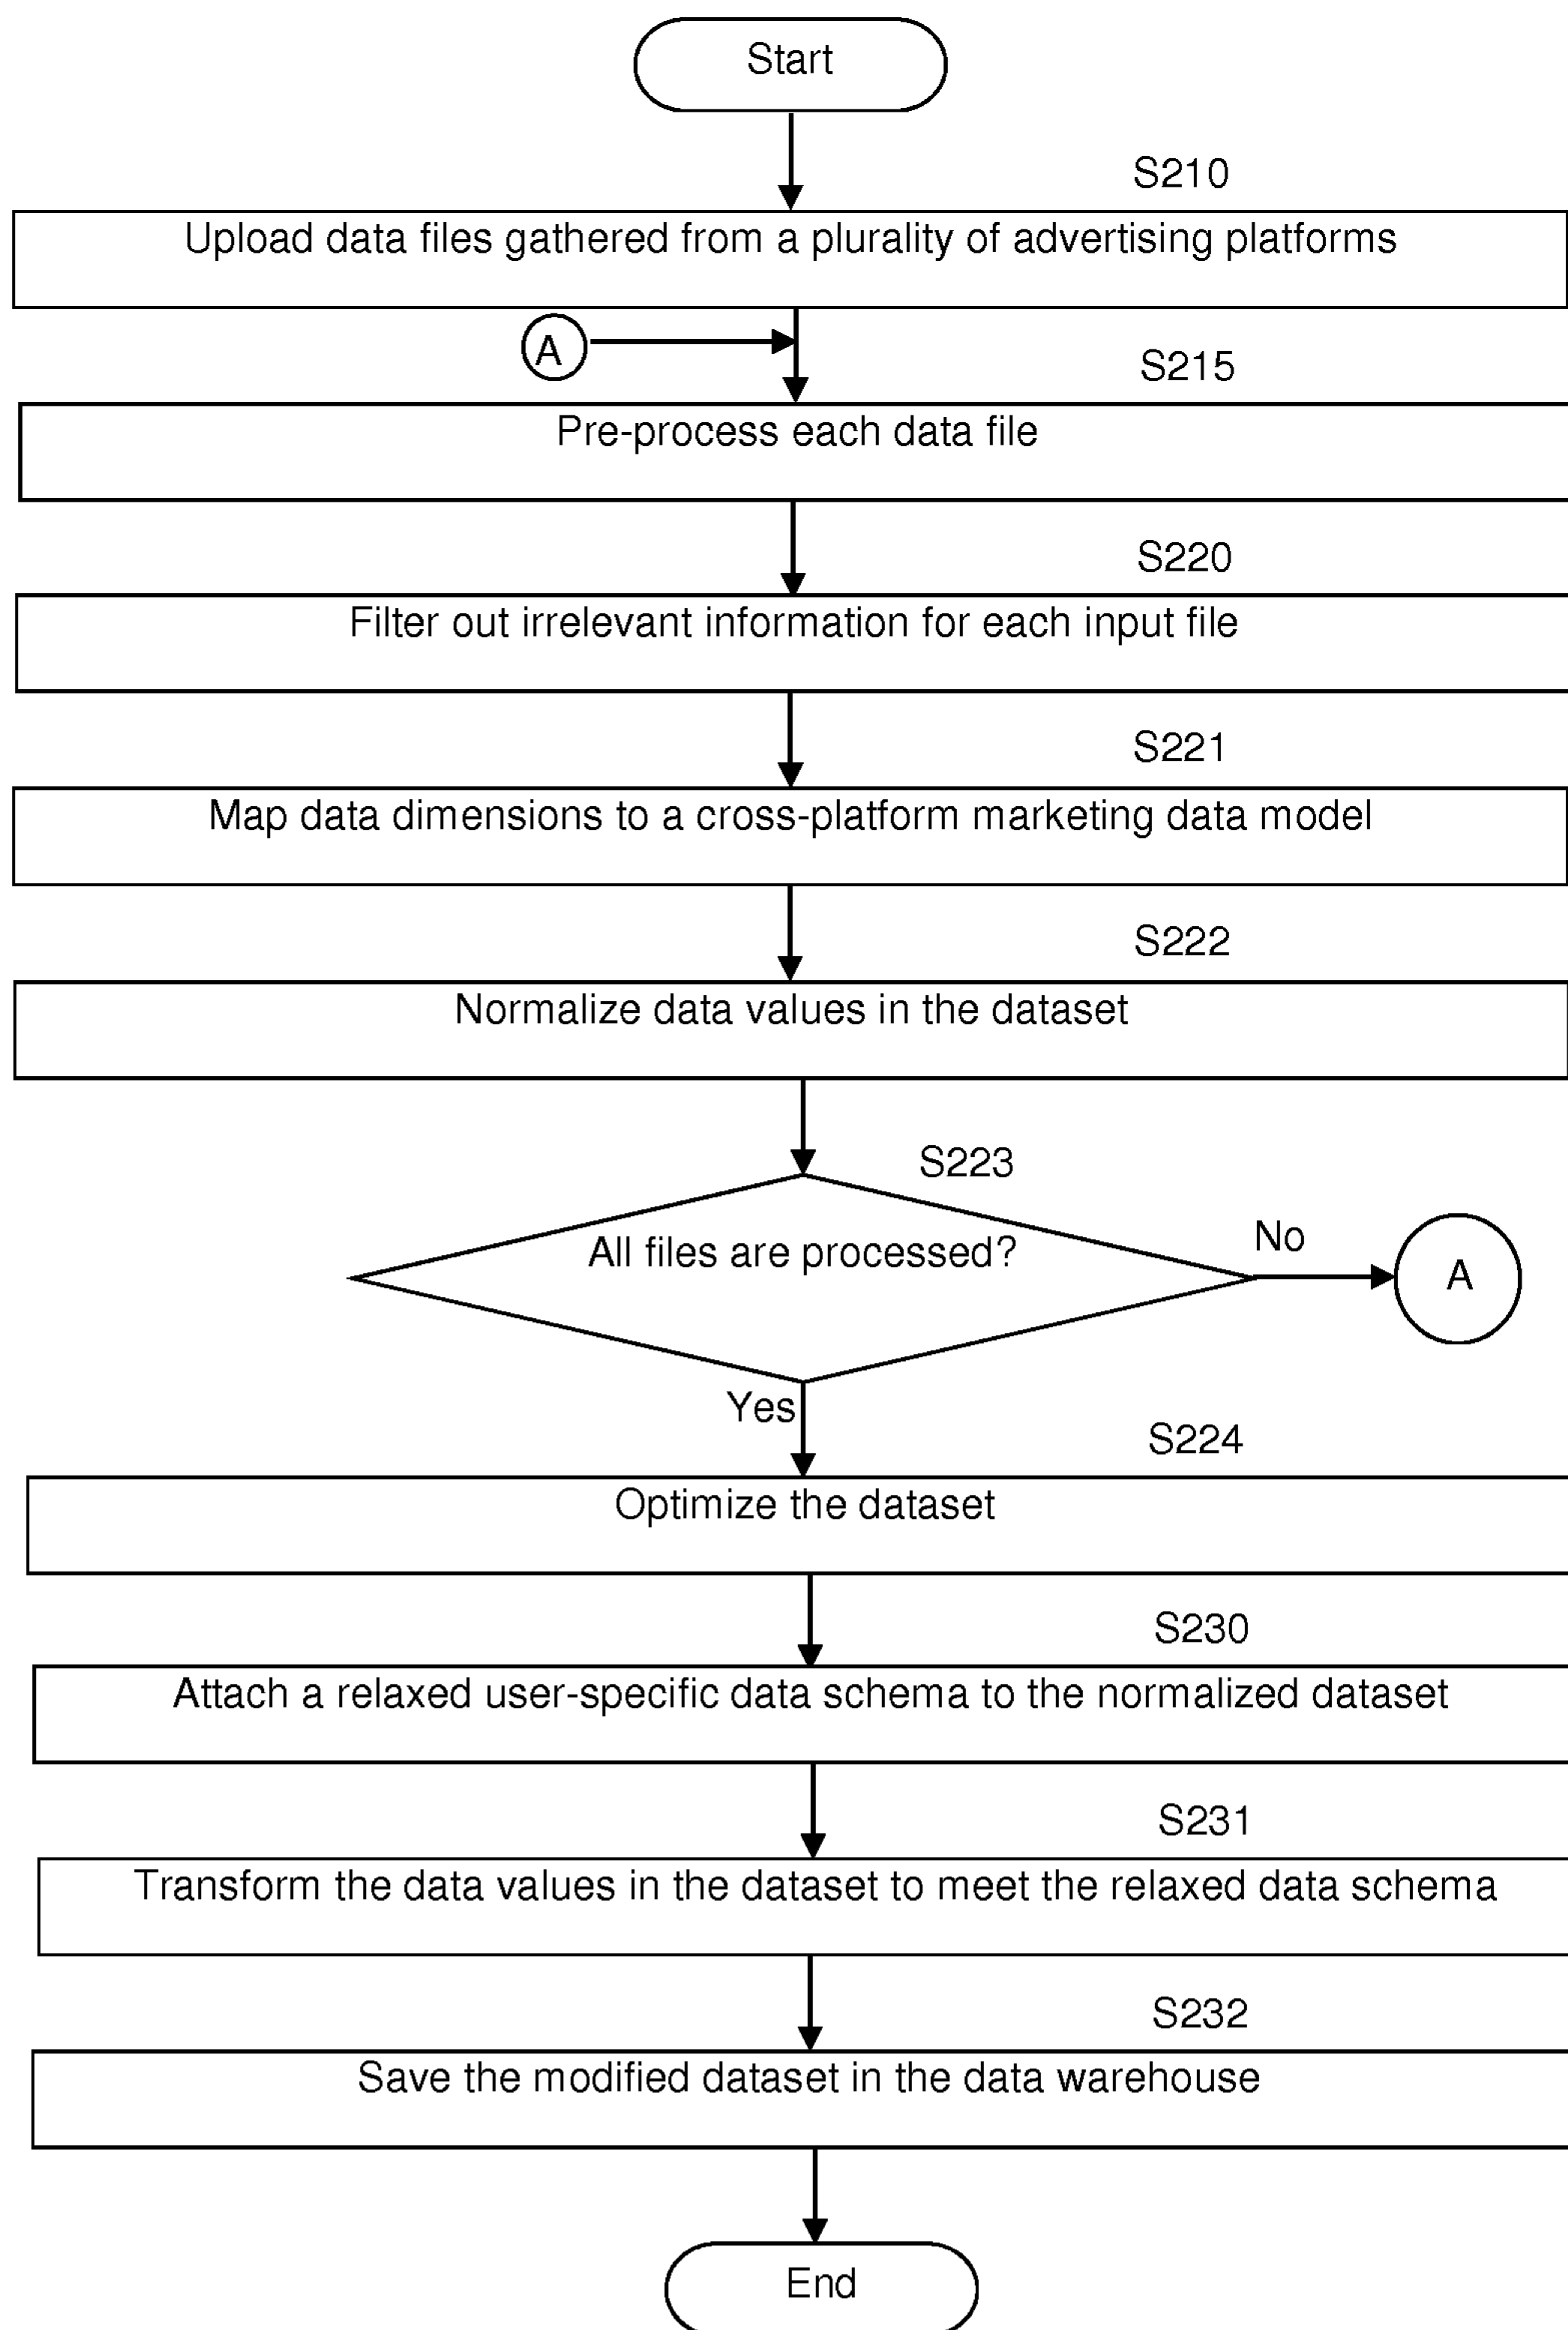 Start
S210
Upload data files gathered from a plurality of advertising platforms
A
S215
Pre-process each data file
S220
Filter out irrelevant information for each input file
S221
Map data dimensions to a cross-platform marketing data model
S222
Normalize data values in the dataset
S223
All files are processed?
No
A
Yes
S224
Optimize the dataset
S230
Attach a relaxed user-specific data schema to the normalized dataset
S231
Transform the data values in the dataset to meet the relaxed data schema
S232
Save the modified dataset in the data warehouse
End